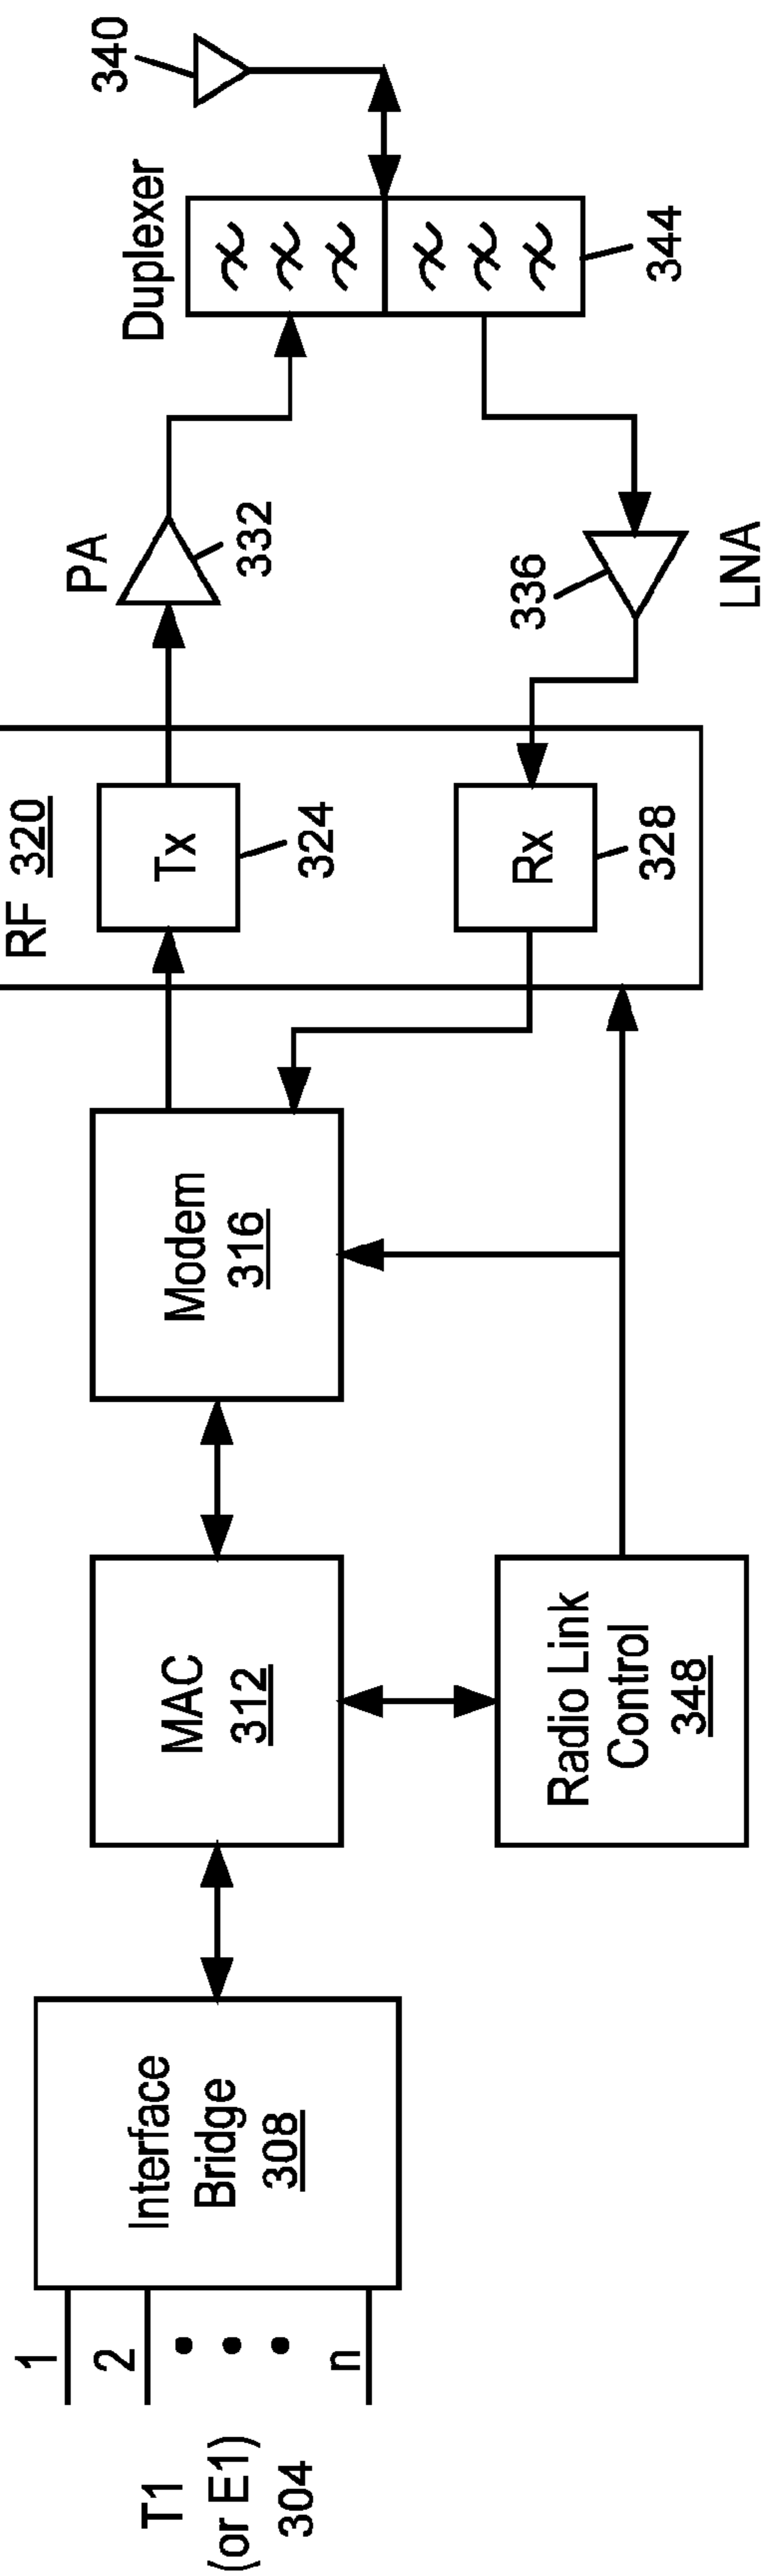 1
2
n
T1
(or E1)
304
Interface
Bridge
308
MAC
312
Radio Link
Control
348
Modem
316
RF 320
Tx
324
Rx
328
PA
332
336
LNA
Duplexer
344
340